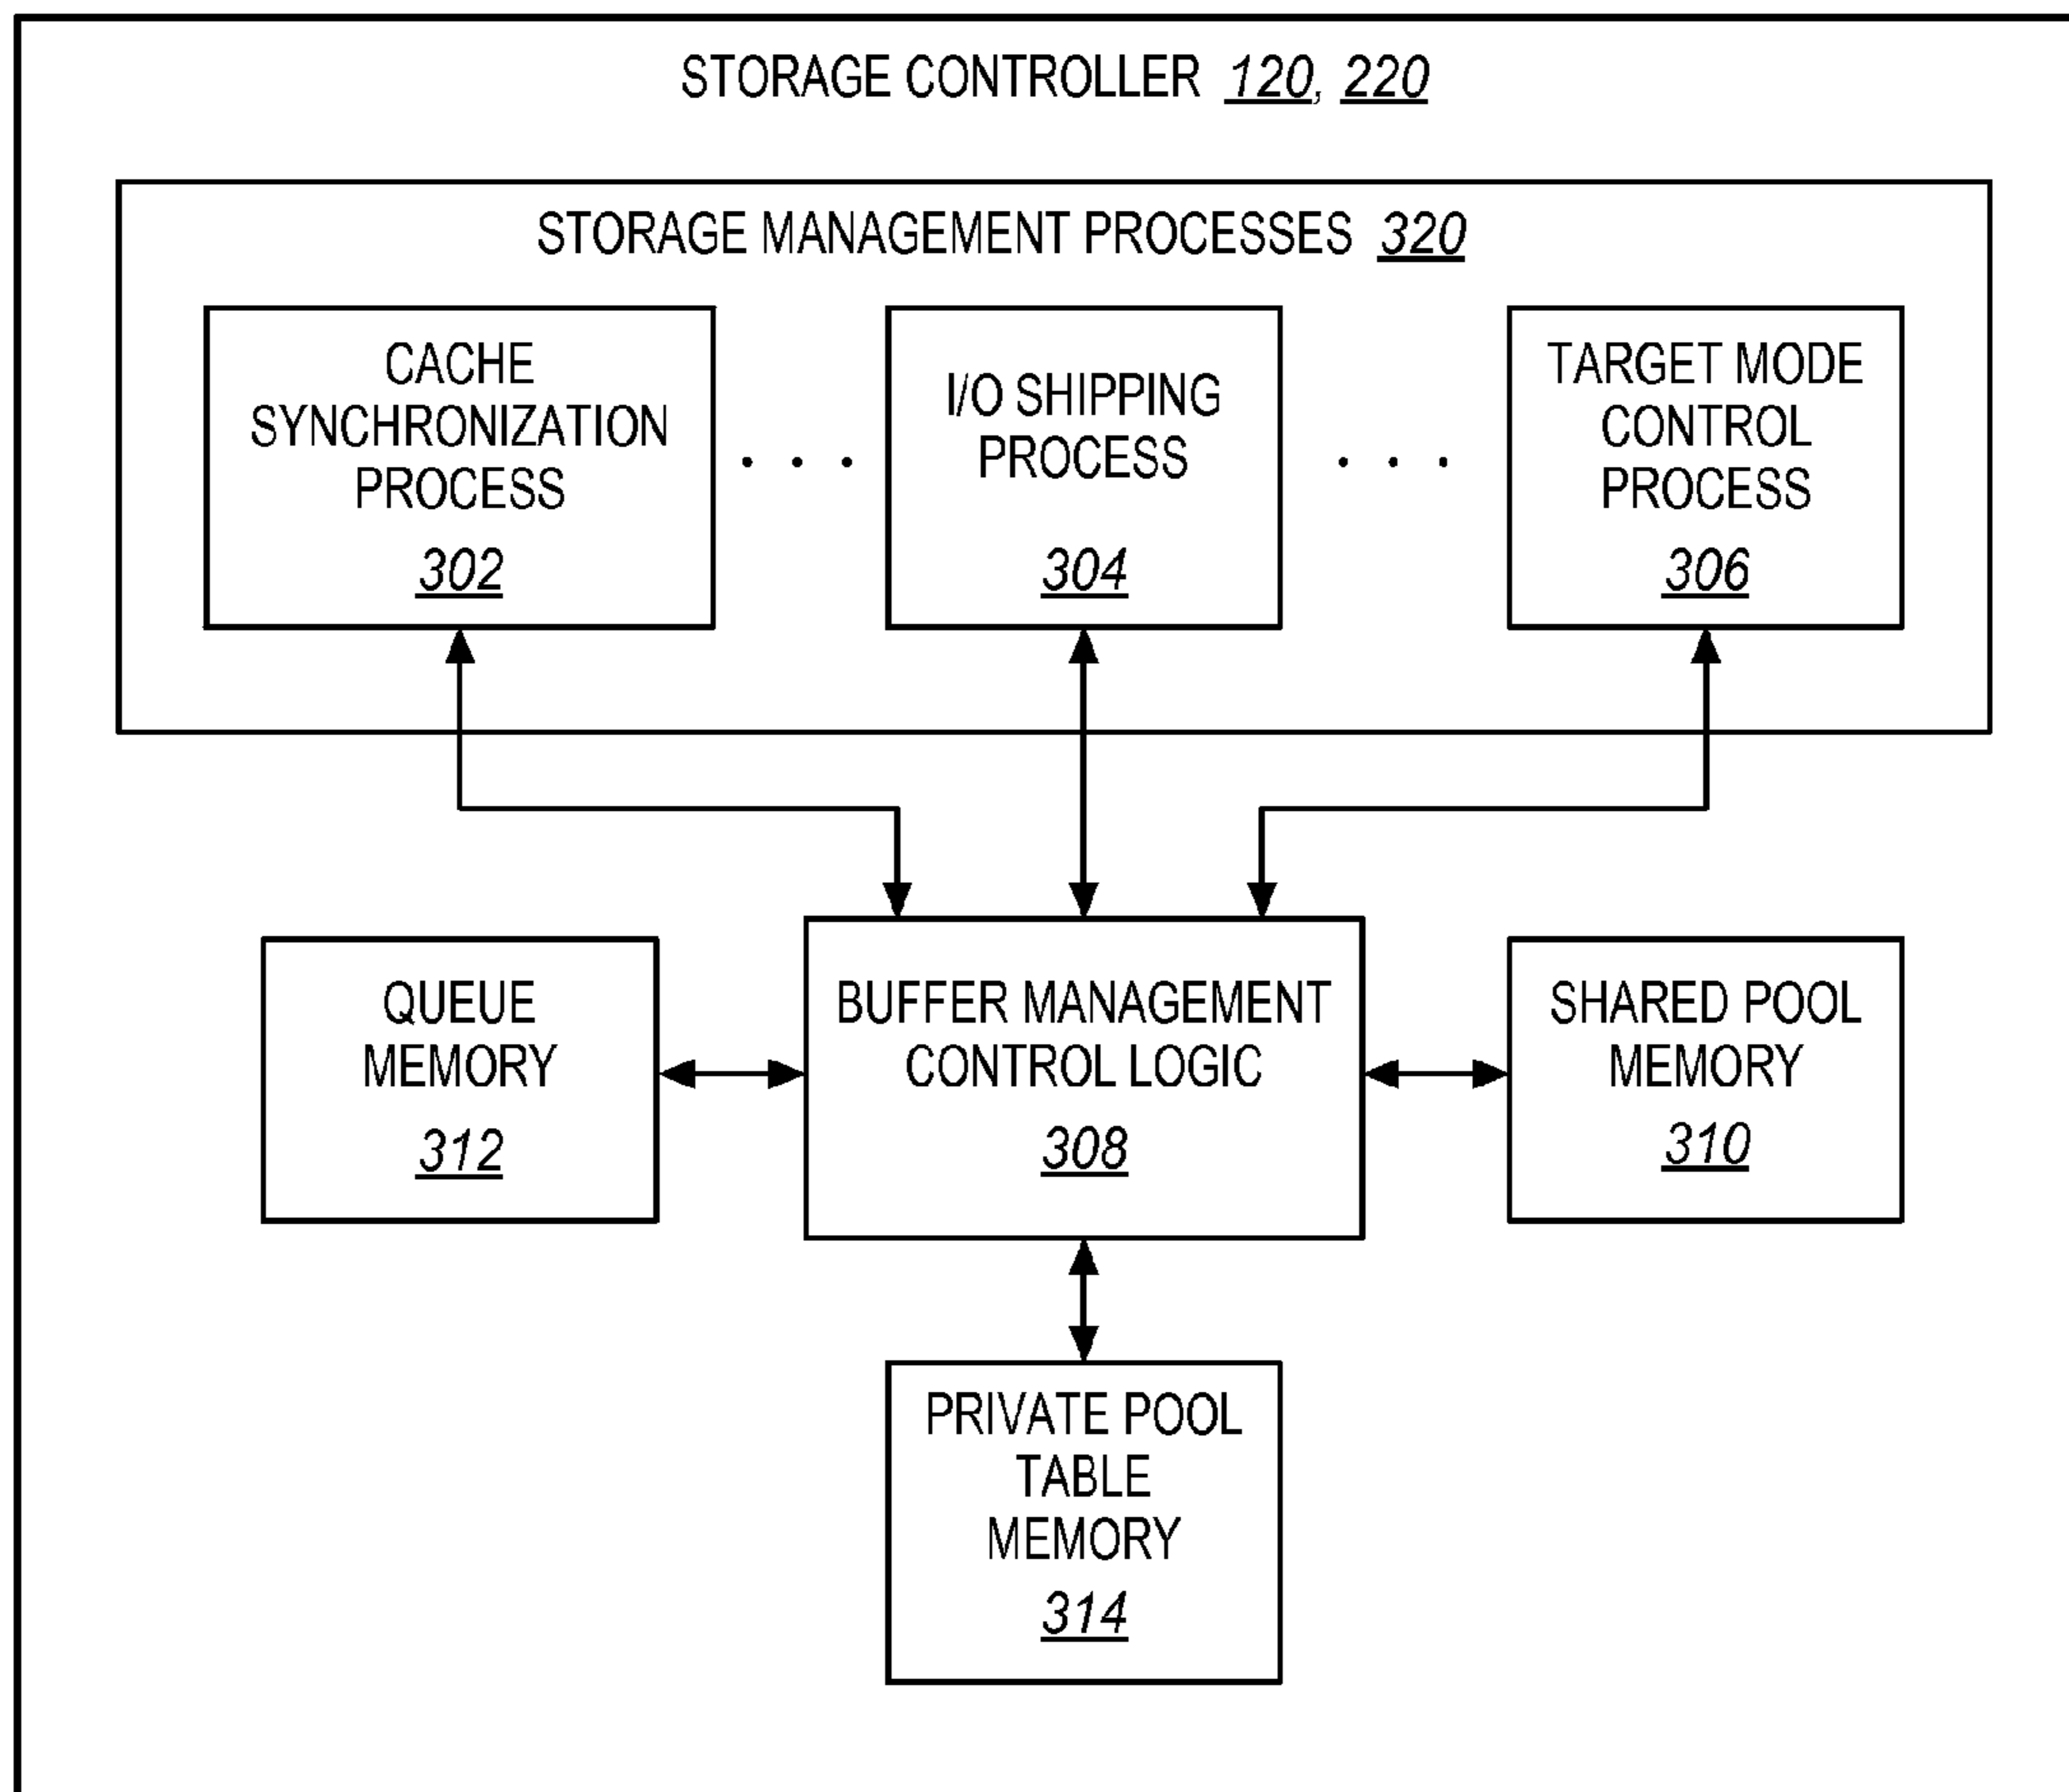 STORAGE CONTROLLER 120, 220
STORAGE MANAGEMENT PROCESSES 320
CACHE
SYNCHRONIZATION
PROCESS
302
I/O SHIPPING
PROCESS
304
TARGET MODE
CONTROL
PROCESS
306
QUEUE
MEMORY
312
BUFFER MANAGEMENT
CONTROL LOGIC
308
SHARED POOL
MEMORY
310
PRIVATE POOL
TABLE
MEMORY
314